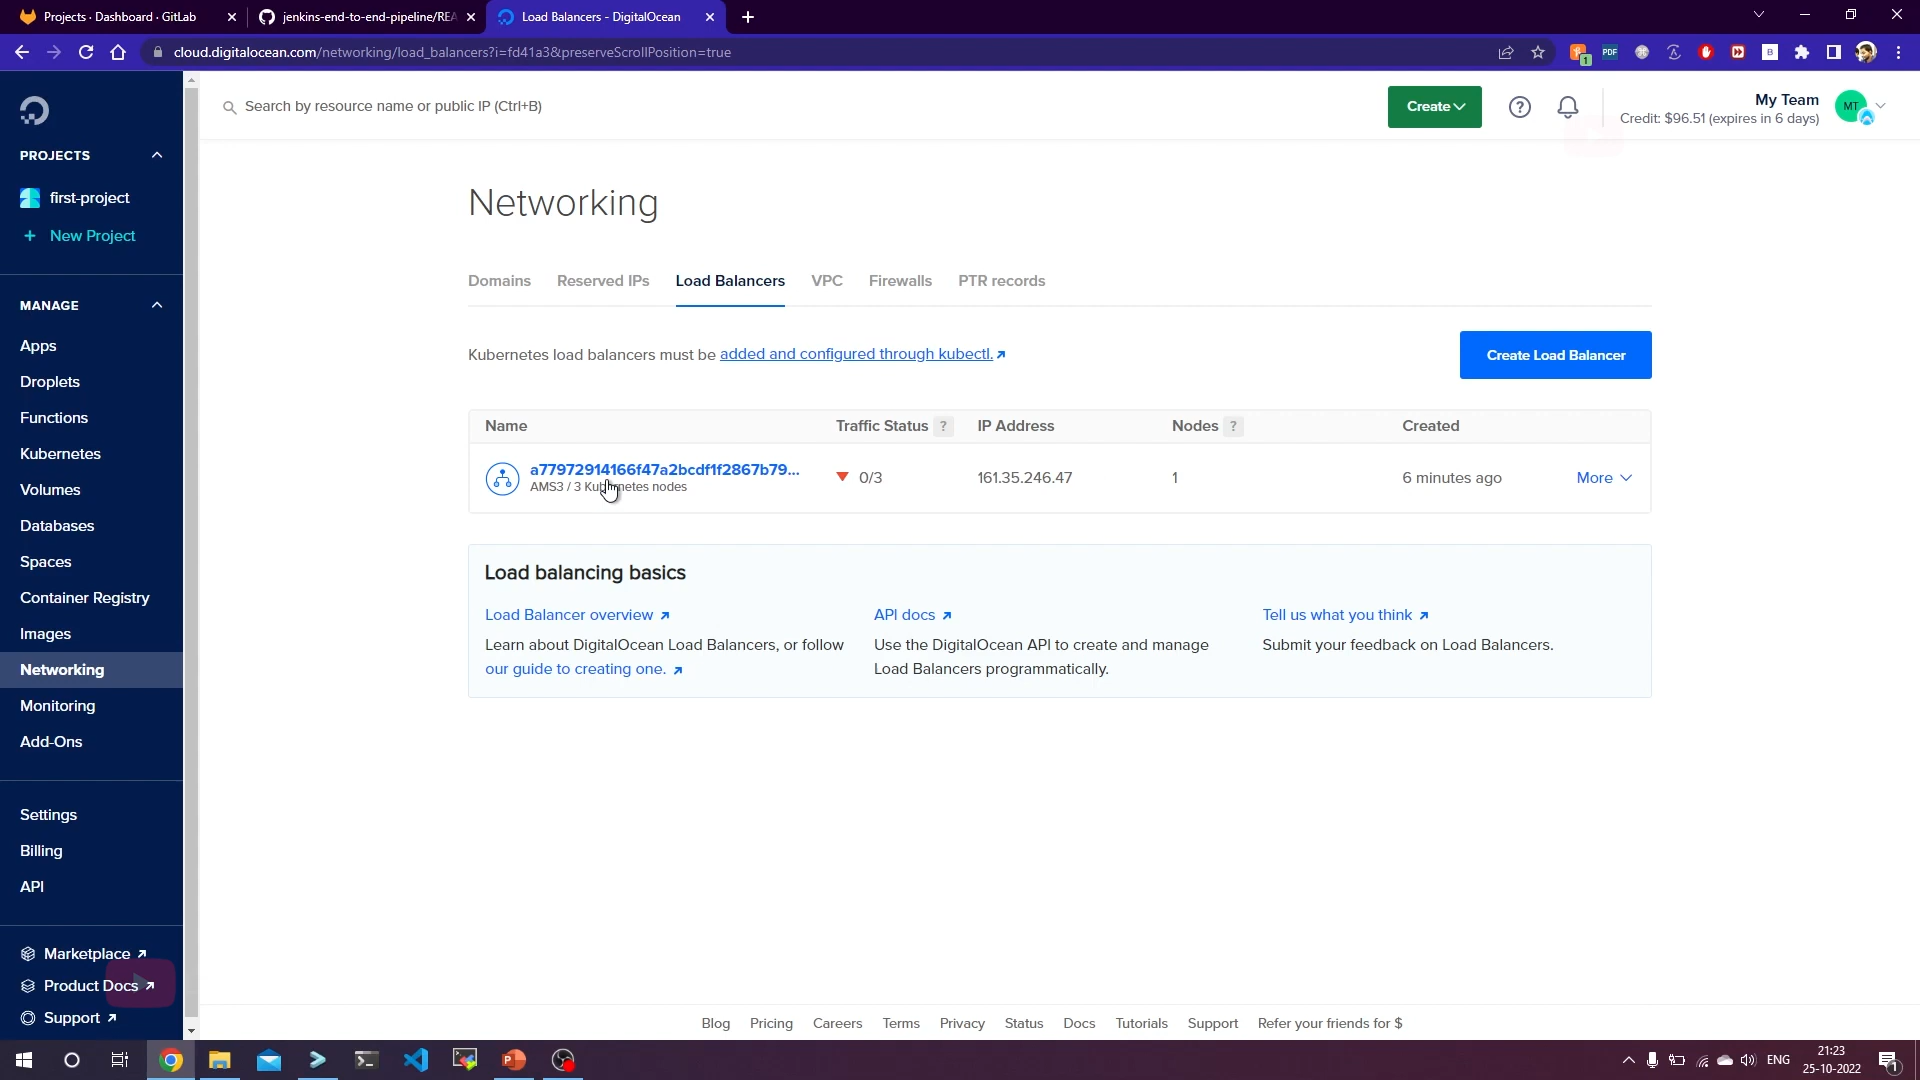 Projects · Dashboard · GitLab
jenkins-end-to-end-pipeline/REA
Load Balancers - DigitalOcean
cloud.digitalocean.com/networking/load_balancers?i=fd41a3&preserveScrollPosition=true
1
PDF
B
Search by resource name or public IP (Ctrl+B)
Create
?
My Team
Credit: $96.51 (expires in 6 days)
MT
PROJECTS
first-project
+ New Project
MANAGE
Apps
Droplets
Functions
Kubernetes
Volumes
Databases
Spaces
Container Registry
Images
Networking
Monitoring
Add-Ons
Settings
Billing
API
Marketplace
Product Docs
Support
Networking
Domains
Reserved IPs
Load Balancers
VPC
Firewalls
PTR records
Kubernetes load balancers must be added and configured through kubectl.
Create Load Balancer
Name
Traffic Status ?
IP Address
Nodes ?
Created
a77972914166f47a2bcdf1f2867b79...
AMS3 / 3 Kubernetes nodes
0/3
161.35.246.47
1
6 minutes ago
More
Load balancing basics
Load Balancer overview
Learn about DigitalOcean Load Balancers, or follow
our guide to creating one.
API docs
Use the DigitalOcean API to create and manage
Load Balancers programmatically.
Tell us what you think
Submit your feedback on Load Balancers.
Blog
Pricing
Careers
Terms
Privacy
Status
Docs
Tutorials
Support
Refer your friends for $
ENG
21:23
25-10-2022
1